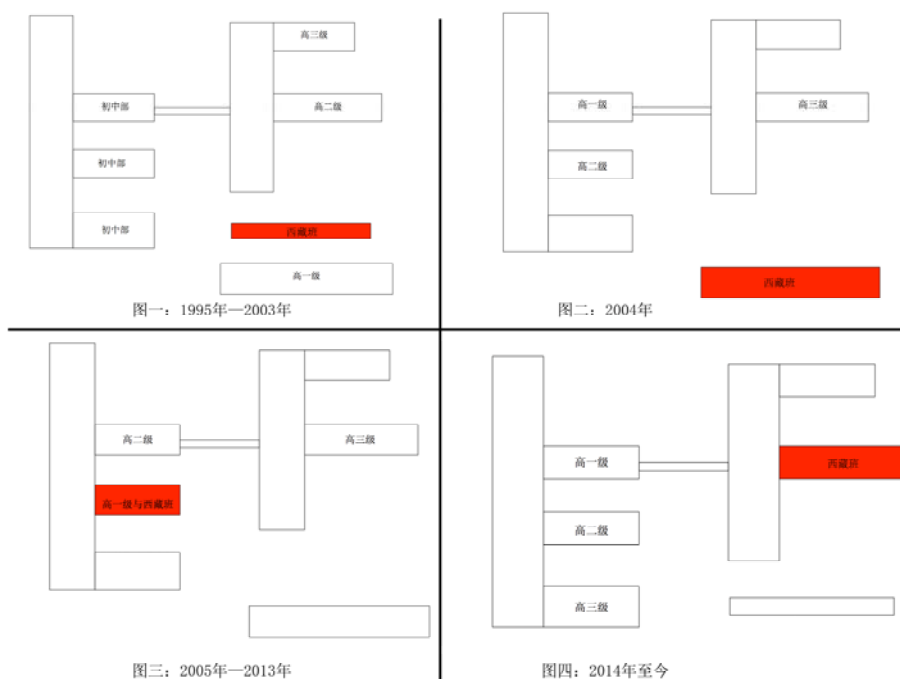 高三级
初中部
高二级
初中部
初中部
西藏班
高一级
图一：1995年—2003年
高一级
高三级
高二级
西藏班
图二：2004年
高二级
高三级
高一级与西藏班
图三：2005年—2013年
高一级
西藏班
高二级
高三级
图四：2014年至今